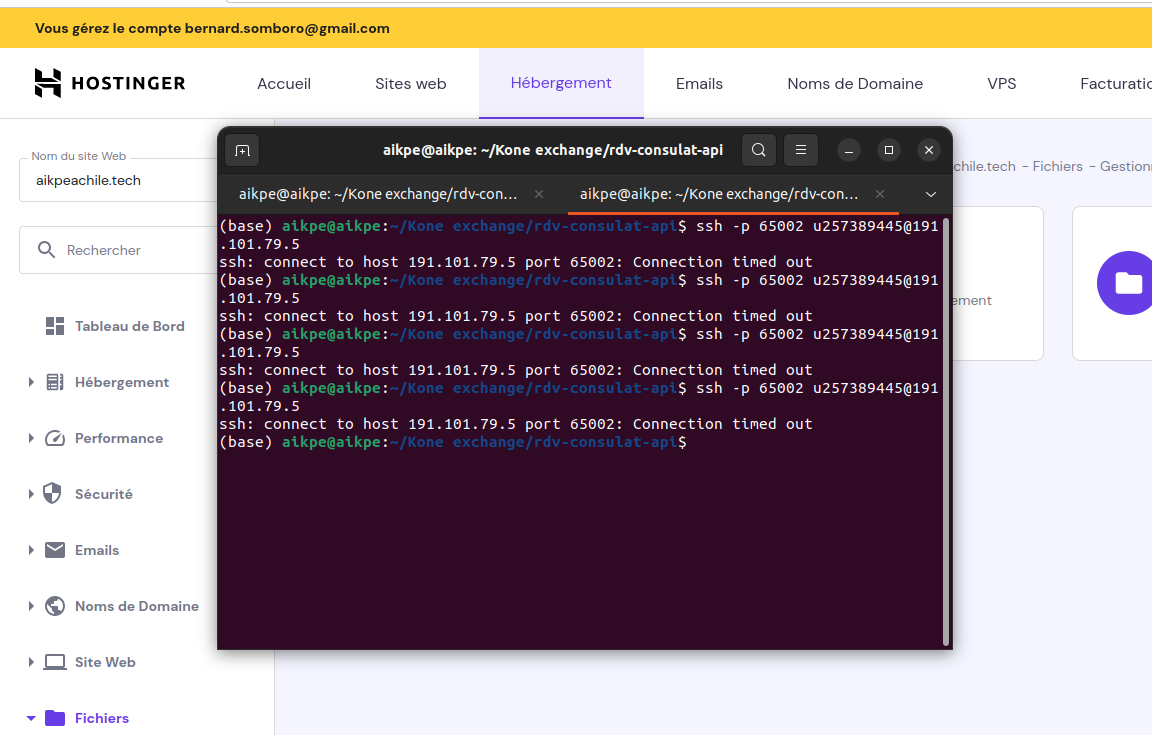 Vous gérez le compte bernard.somboro@gmail.com
HOSTINGER
Accueil
Sites web
Hébergement
Emails
Noms de Domaine
VPS
Facturatio
Nom du site Web
aikpeachile.tech
Rechercher
Tableau de Bord
Hébergement
Performance
Sécurité
Emails
Noms de Domaine
Site Web
Fichiers
chile.tech - Fichiers - Gestionn
ement
aikpe@aikpe: ~/Kone exchange/rdv-consulat-api
aikpe@aikpe: ~/Kone exchange/rdv-con...
aikpe@aikpe: ~/Kone exchange/rdv-con...
(base) aikpe@aikpe:~/Kone exchange/rdv-consulat-api$ ssh -p 65002 u257389445@191
.101.79.5
ssh: connect to host 191.101.79.5 port 65002: Connection timed out
(base) aikpe@aikpe:~/Kone exchange/rdv-consulat-api$ ssh -p 65002 u257389445@191
.101.79.5
ssh: connect to host 191.101.79.5 port 65002: Connection timed out
(base) aikpe@aikpe:~/Kone exchange/rdv-consulat-api$ ssh -p 65002 u257389445@191
.101.79.5
ssh: connect to host 191.101.79.5 port 65002: Connection timed out
(base) aikpe@aikpe:~/Kone exchange/rdv-consulat-api$ ssh -p 65002 u257389445@191
.101.79.5
ssh: connect to host 191.101.79.5 port 65002: Connection timed out
(base) aikpe@aikpe:~/Kone exchange/rdv-consulat-api$